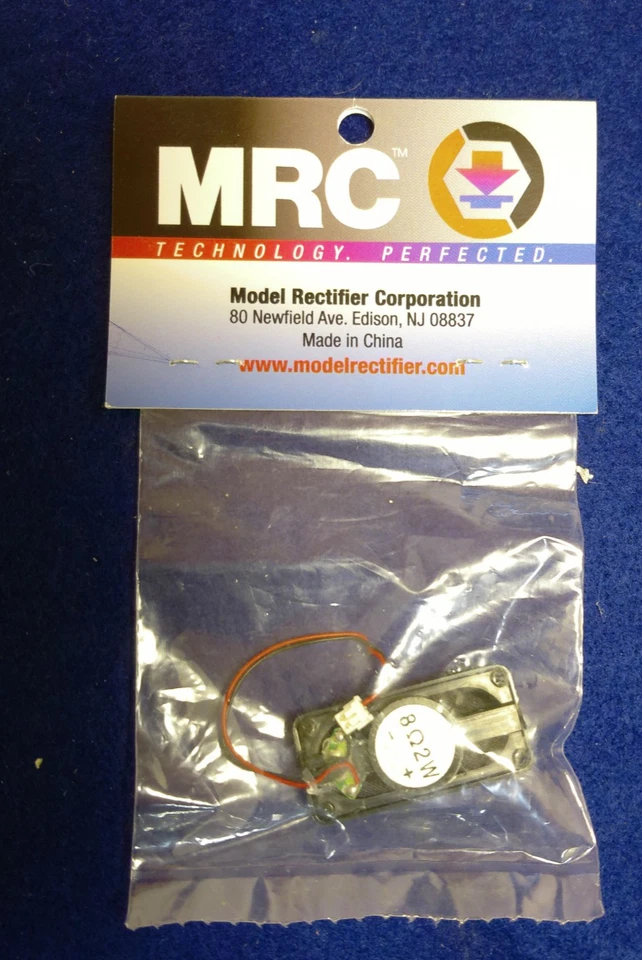 MRC™
TECHNOLOGY. PERFECTED.
Model Rectifier Corporation
80 Newfield Ave. Edison, NJ 08837
Made in China
www.modelrectifier.com
8Ω2W
- +